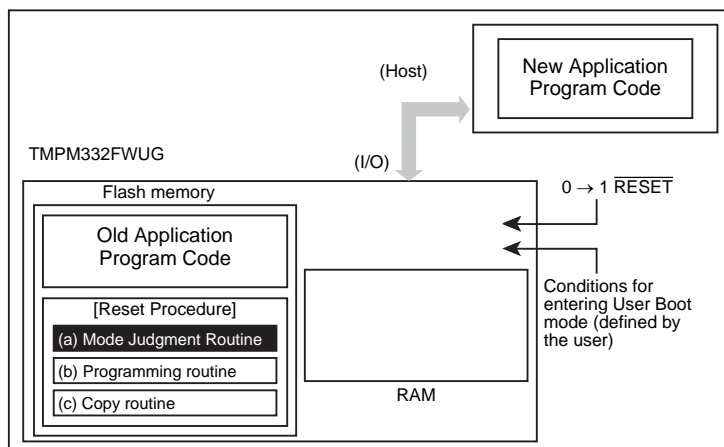 (Host)
New Application
Program Code
TMPM332FWUG
(I/O)
Flash memory
0 → 1 R̅E̅S̅E̅T̅
Old Application
Program Code
[Reset Procedure]
(a) Mode Judgment Routine
(b) Programming routine
(c) Copy routine
RAM
Conditions for
entering User Boot
mode (defined by
the user)